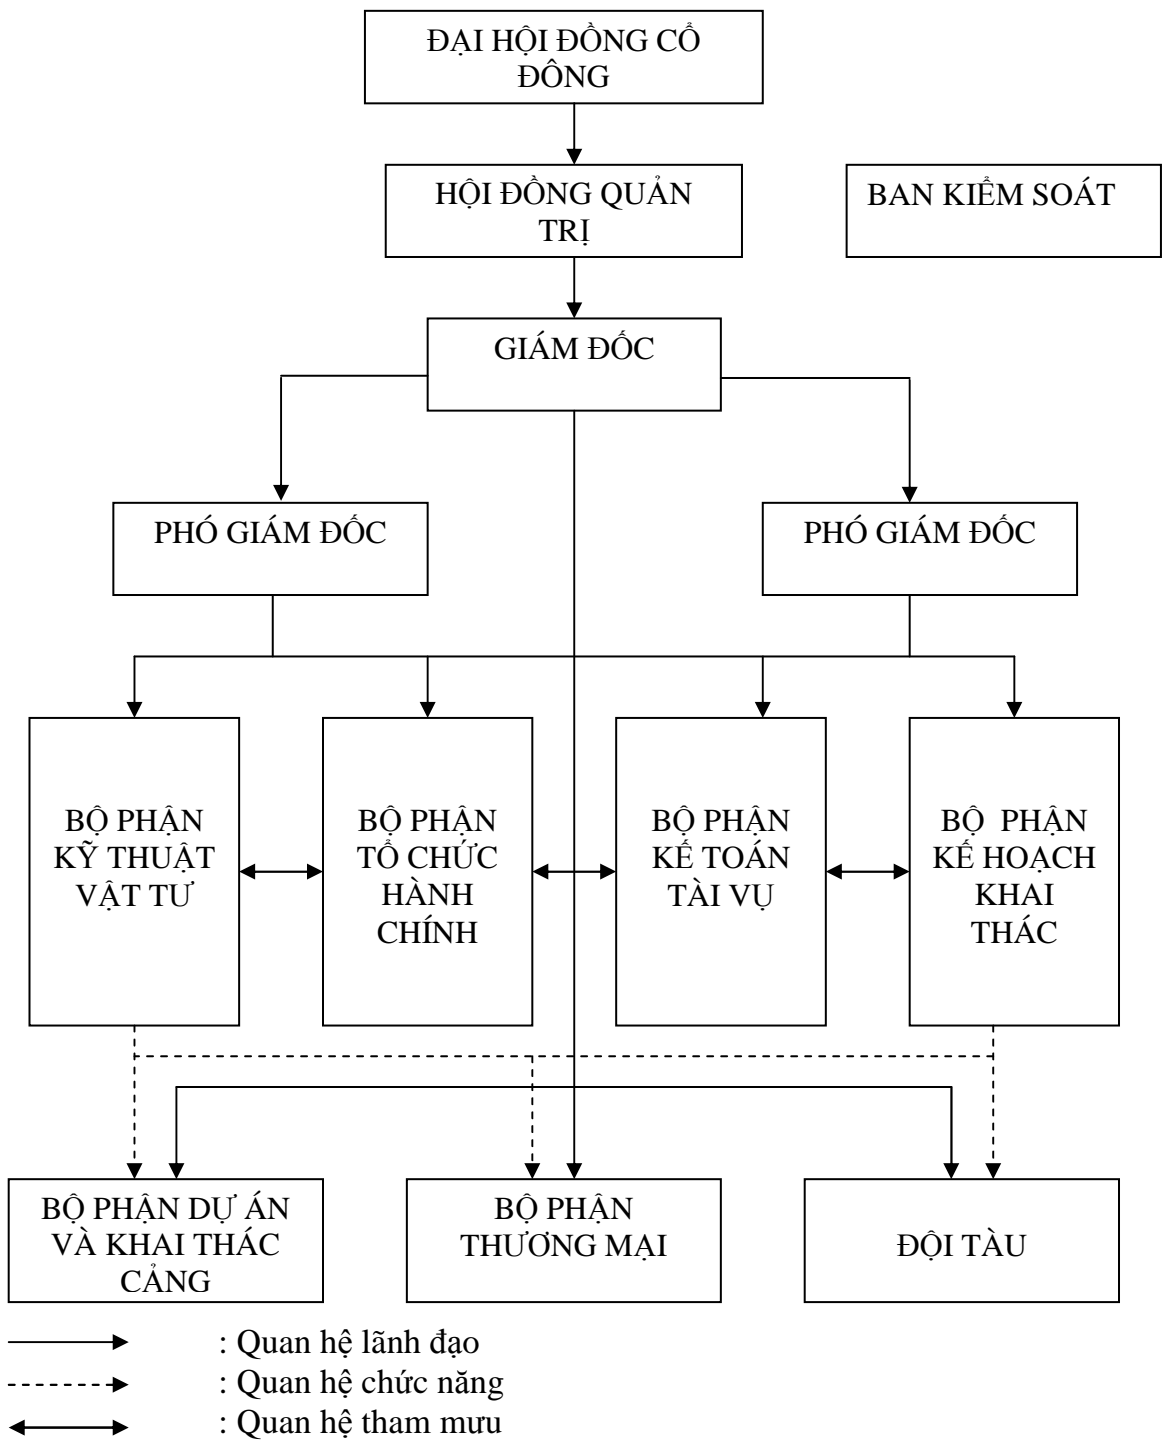 ĐẠI HỘI ĐỒNG CỔ
ĐÔNG
HỘI ĐỒNG QUẢN
TRỊ
BAN KIỂM SOÁT
GIÁM ĐỐC
PHÓ GIÁM ĐỐC
PHÓ GIÁM ĐỐC
BỘ PHẬN
KỸ THUẬT
VẬT TƯ
BỘ PHẬN
TỔ CHỨC
HÀNH
CHÍNH
BỘ PHẬN
KẾ TOÁN
TÀI VỤ
BỘ PHẬN
KẾ HOẠCH
KHAI
THÁC
BỘ PHẬN DỰ ÁN
VÀ KHAI THÁC
CẢNG
BỘ PHẬN
THƯƠNG MẠI
ĐỘI TÀU
: Quan hệ lãnh đạo
: Quan hệ chức năng
: Quan hệ tham mưu